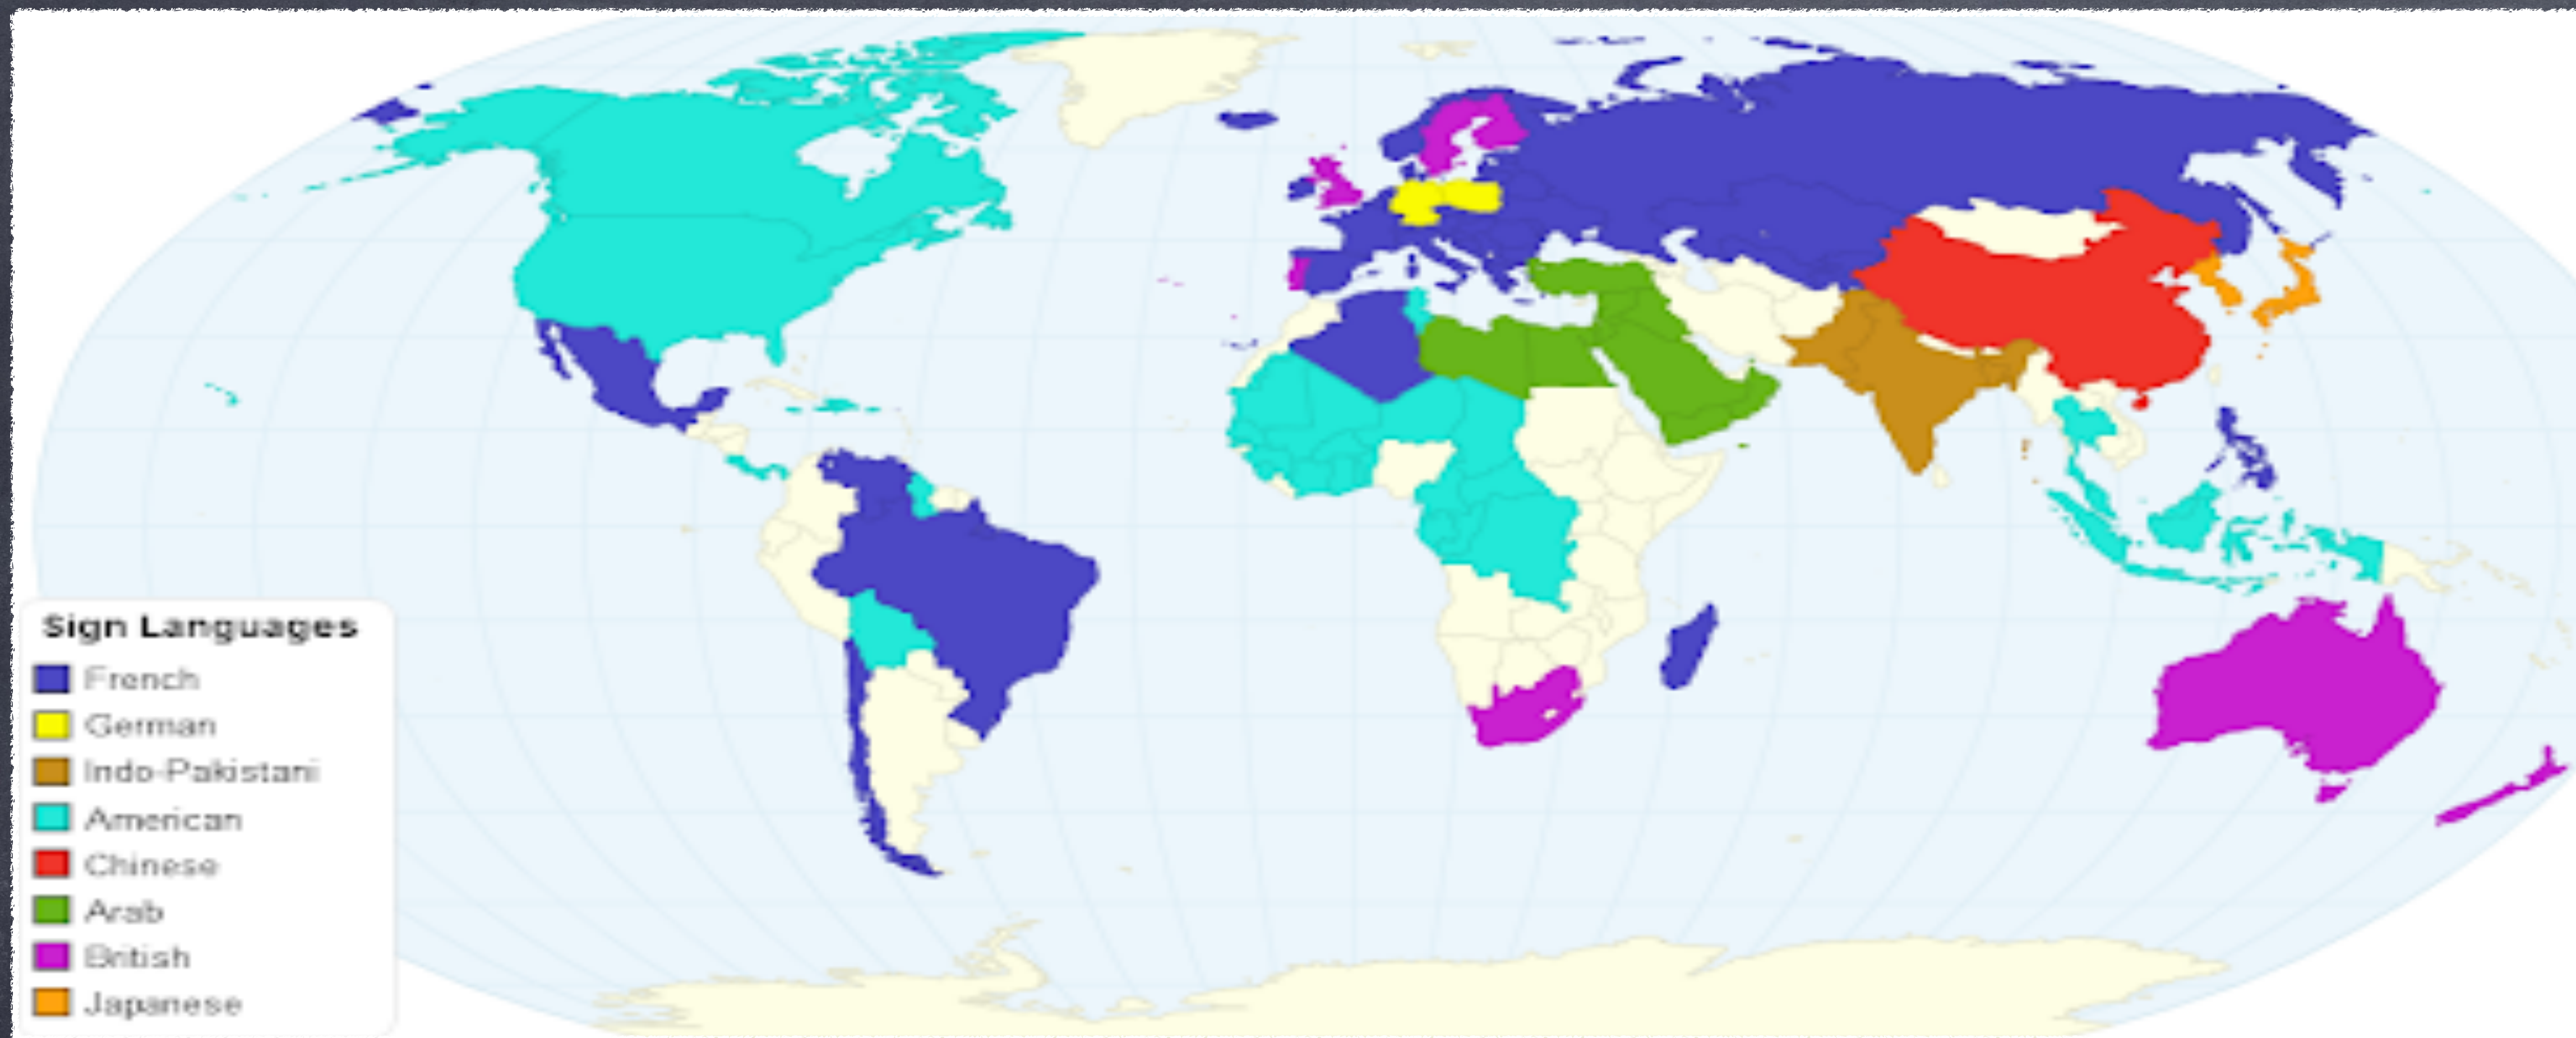 Sign Languages
French
German
Indo-Pakistani
American
Chinese
Arab
British
Japanese